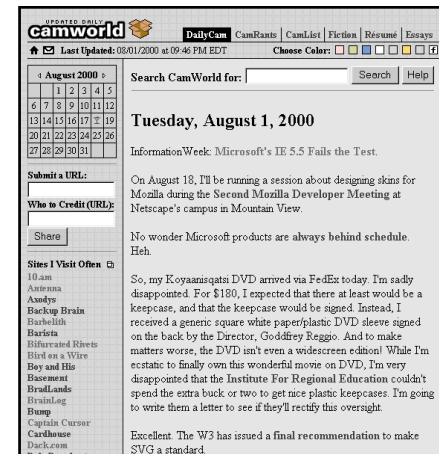 UPDATED DAILY
camworld
DailyCam CamRants CamList Fiction Résumé Essays
Last Updated: 08/01/2000 at 09:46 PM EDT
Choose Color:
August 2000
1 2 3 4 5
6 7 8 9 10 11 12
13 14 15 16 17 19
20 21 22 23 24 25 26
27 28 29 30 31
Submit a URL:
Who to Credit (URL):
Share
Sites I Visit Often
10.am
Antenna
Axodys
Backup Brain
Barbelith
Barista
Bifurcated Rivets
Bird on a Wire
Boy and His
Basement
BradLands
BrainLog
Bump
Captain Cursor
Cardhouse
Dack.com
Search CamWorld for:
Search Help
Tuesday, August 1, 2000
InformationWeek: Microsoft's IE 5.5 Fails the Test.
On August 18, I'll be running a session about designing skins for
Mozilla during the Second Mozilla Developer Meeting at
Netscape's campus in Mountain View.
No wonder Microsoft products are always behind schedule.
Heh.
So, my Koyaanisqatsi DVD arrived via FedEx today. I'm sadly
disappointed. For $180, I expected that there at least would be a
keepcase, and that the keepcase would be signed. Instead, I
received a generic square white paper/plastic DVD sleeve signed
on the back by the Director, Goddfrey Reggio. And to make
matters worse, the DVD isn't even a widescreen edition! While I'm
ecstatic to finally own this wonderful movie on DVD, I'm very
disappointed that the Institute For Regional Education couldn't
spend the extra buck or two to get nice plastic keepcases. I'm going
to write them a letter to see if they'll rectify this oversight.
Excellent. The W3 has issued a final recommendation to make
SVG a standard.